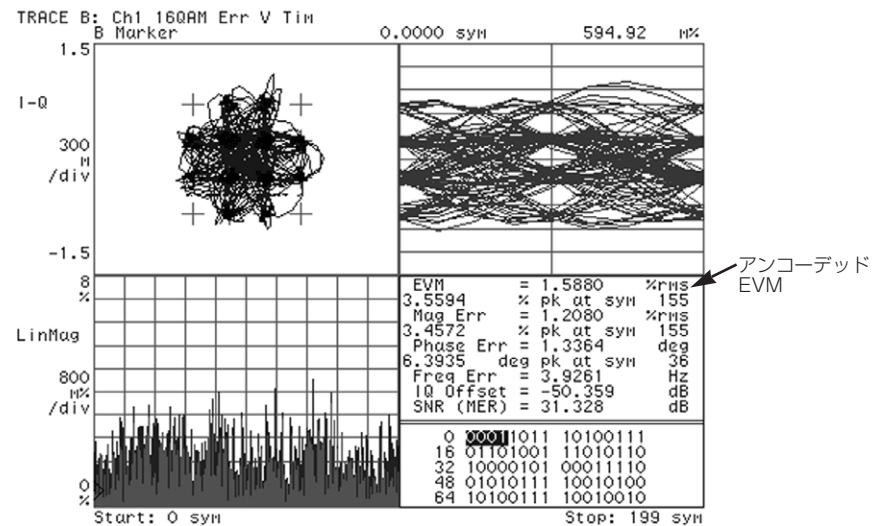 TRACE B: Ch1 16QAM Err V Tim
B Marker 0.0000 sym 594.92 m%
1.5
I-Q
300
m
/div
-1.5
8
%
LinMag
800
m%
/div
0
%
Start: 0 sym Stop: 199 sym
EVM = 1.5880 %rms
3.5594 % pk at sym 155
Mag Err = 1.2080 %rms
3.4572 % pk at sym 155
Phase Err = 1.3364 deg
6.3935 deg pk at sym 36
Freq Err = 3.9261 Hz
IQ Offset = -50.359 dB
SNR (MER) = 31.328 dB
0 00011011 10100111
16 01101001 11010110
32 10000101 00011110
48 01010111 10010100
64 10100111 10010010
アンコーデッド
EVM